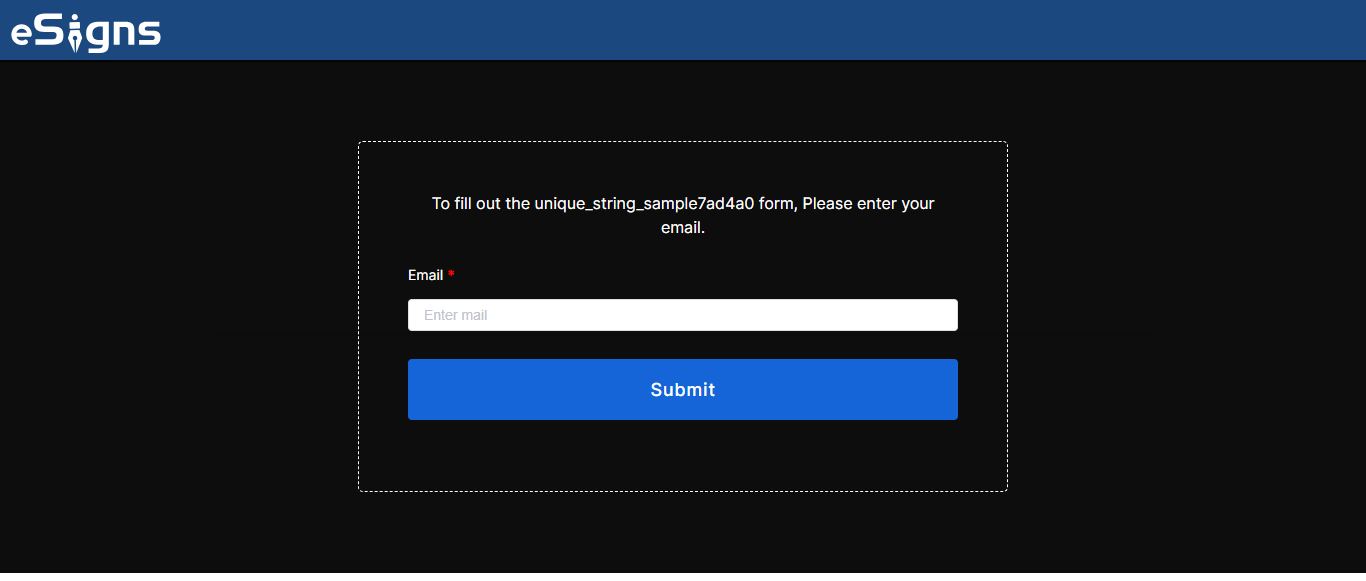 eSigns
To fill out the unique_string_sample7ad4a0 form, Please enter your
email.
Email *
Enter mail
Submit